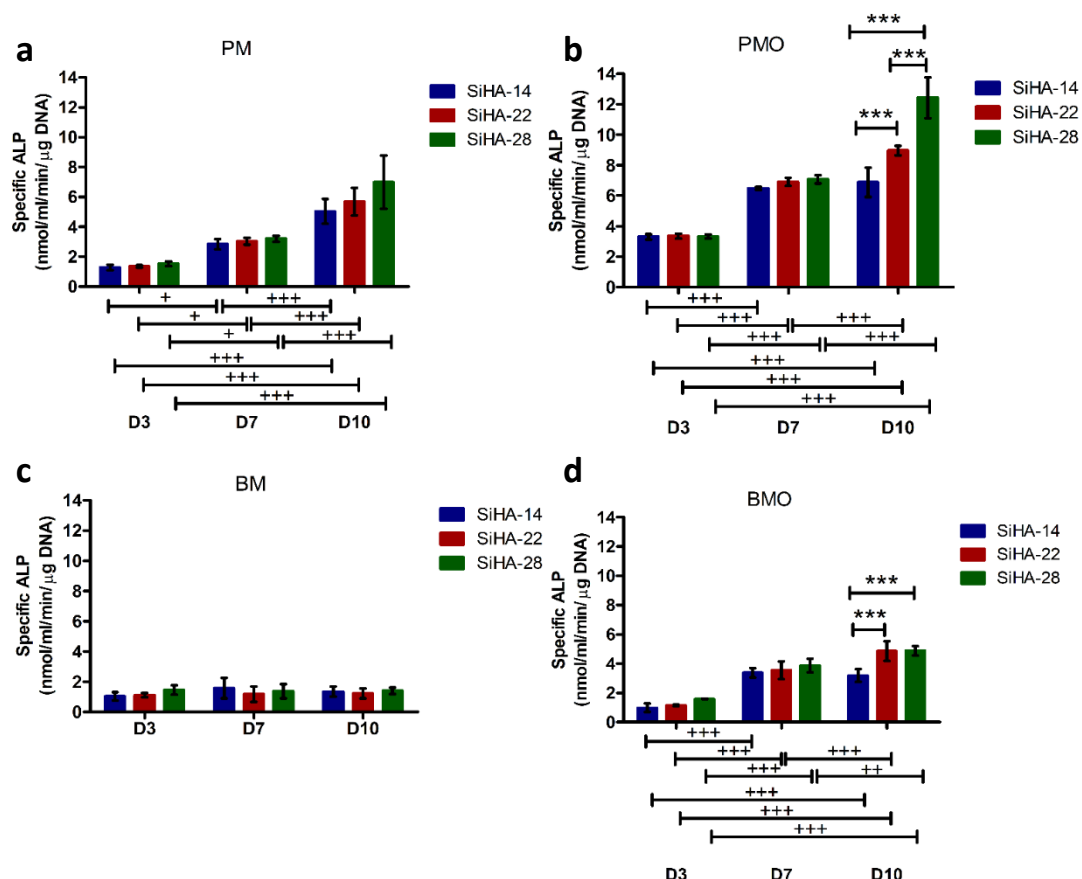 a
PM
SiHA-14
SiHA-22
SiHA-28
Specific ALP
(nmol/ml/min/µg DNA)
14
12
10
8
6
4
2
0
+
+++
+
+++
+
+++
+++
+++
+++
D3 D7 D10
b
PMO
***
***
***
SiHA-14
SiHA-22
SiHA-28
Specific ALP
(nmol/ml/min/µg DNA)
14
12
10
8
6
4
2
0
+++
+++
+++
+++
+++
+++
+++
+++
D3 D7 D10
c
BM
SiHA-14
SiHA-22
SiHA-28
Specific ALP
(nmol/ml/min/µg DNA)
14
12
10
8
6
4
2
0
D3 D7 D10
d
BMO
SiHA-14
SiHA-22
SiHA-28
***
***
Specific ALP
(nmol/ml/min/µg DNA)
14
12
10
8
6
4
2
0
+++
+++
+++
+++
++
+++
+++
+++
D3 D7 D10